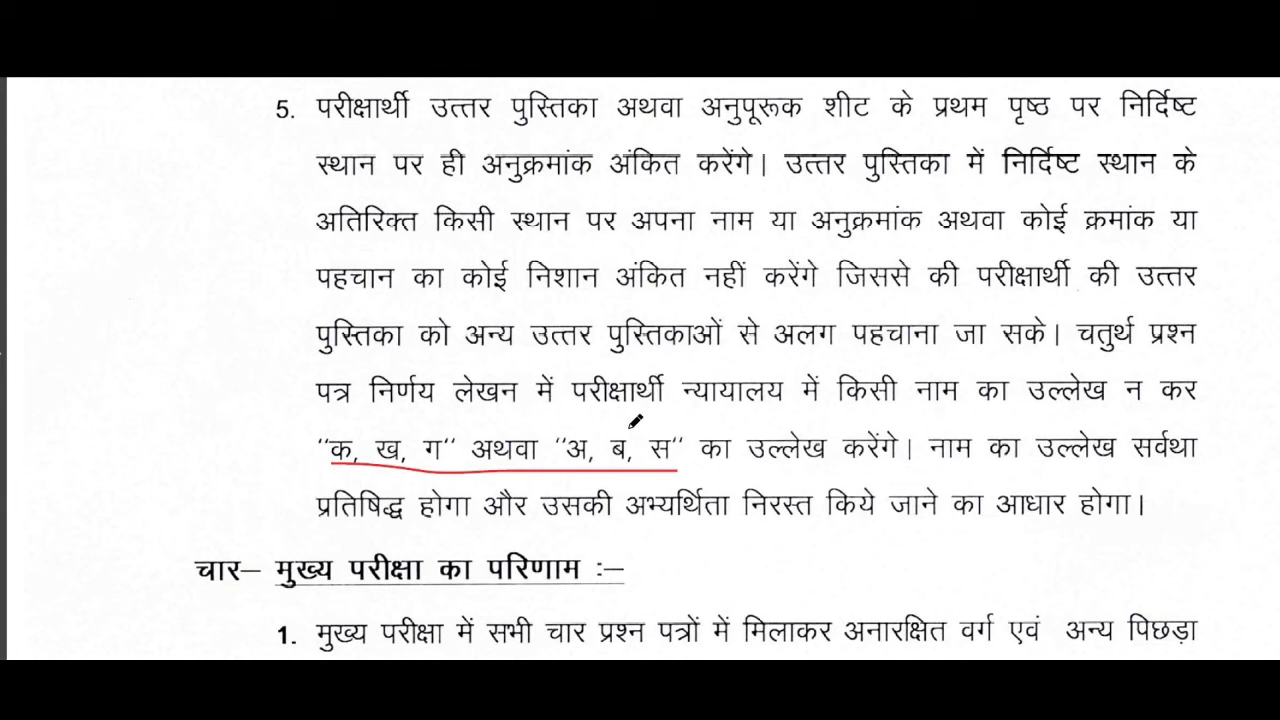 5. परीक्षार्थी उत्तर पुस्तिका अथवा अनुपूरूक शीट के प्रथम पृष्ठ पर निर्दिष्ट
स्थान पर ही अनुक्रमांक अंकित करेंगे। उत्तर पुस्तिका में निर्दिष्ट स्थान के
अतिरिक्त किसी स्थान पर अपना नाम या अनुक्रमांक अथवा कोई क्रमांक या
पहचान का कोई निशान अंकित नहीं करेंगे जिससे की परीक्षार्थी की उत्तर
पुस्तिका को अन्य उत्तर पुस्तिकाओं से अलग पहचाना जा सके। चतुर्थ प्रश्न
पत्र निर्णय लेखन में परीक्षार्थी न्यायालय में किसी नाम का उल्लेख न कर
"क, ख, ग" अथवा "अ, ब, स" का उल्लेख करेंगे। नाम का उल्लेख सर्वथा
प्रतिषिद्ध होगा और उसकी अभ्यर्थिता निरस्त किये जाने का आधार होगा।
चार– मुख्य परीक्षा का परिणाम :–
1. मुख्य परीक्षा में सभी चार प्रश्न पत्रों में मिलाकर अनारक्षित वर्ग एवं अन्य पिछड़ा